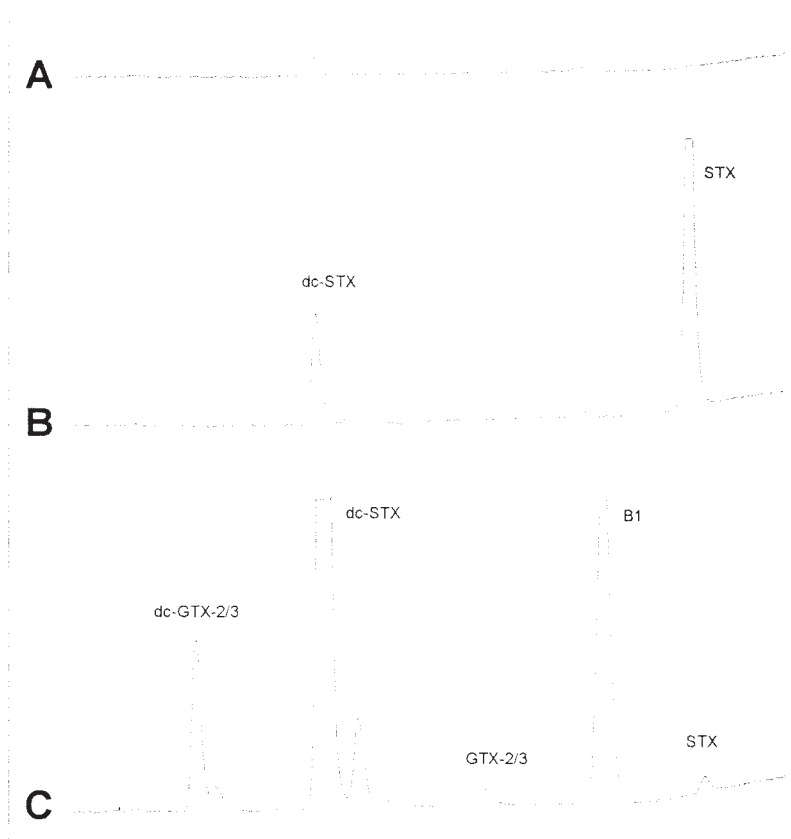 A
STX
dc-STX
B
dc-STX
B1
dc-GTX-2/3
STX
GTX-2/3
C